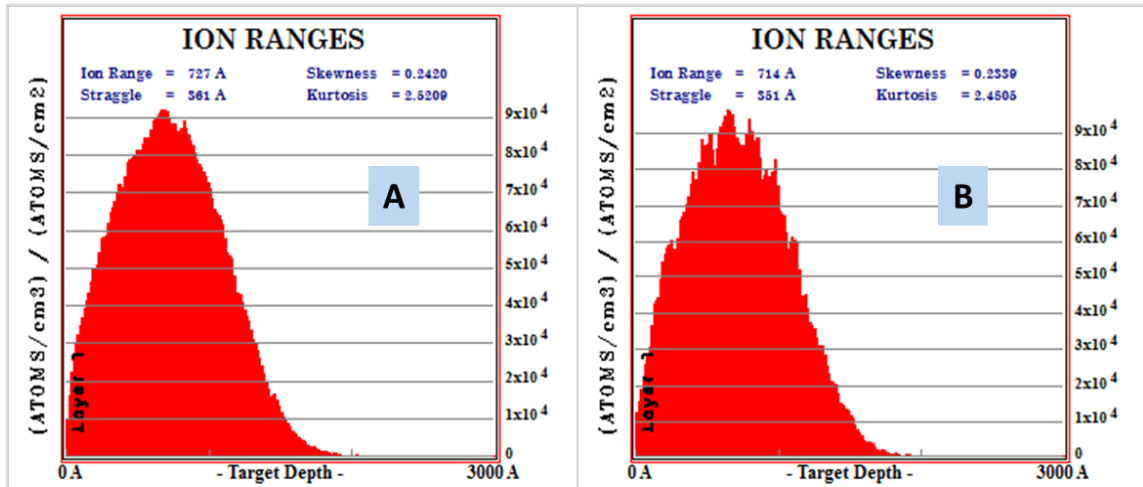 ION RANGES
Ion Range = 727 A Skewness = 0.2420
Straggle = 361 A Kurtosis = 2.5209
(ATOMS/cm3) / (ATOMS/cm2)
A
9x10^4
8x10^4
7x10^4
6x10^4
5x10^4
4x10^4
3x10^4
2x10^4
1x10^4
0
Layer 1
0 A - Target Depth - 3000 A
ION RANGES
Ion Range = 714 A Skewness = 0.2339
Straggle = 351 A Kurtosis = 2.4505
(ATOMS/cm3) / (ATOMS/cm2)
B
9x10^4
8x10^4
7x10^4
6x10^4
5x10^4
4x10^4
3x10^4
2x10^4
1x10^4
0
Layer 1
0 A - Target Depth - 3000 A